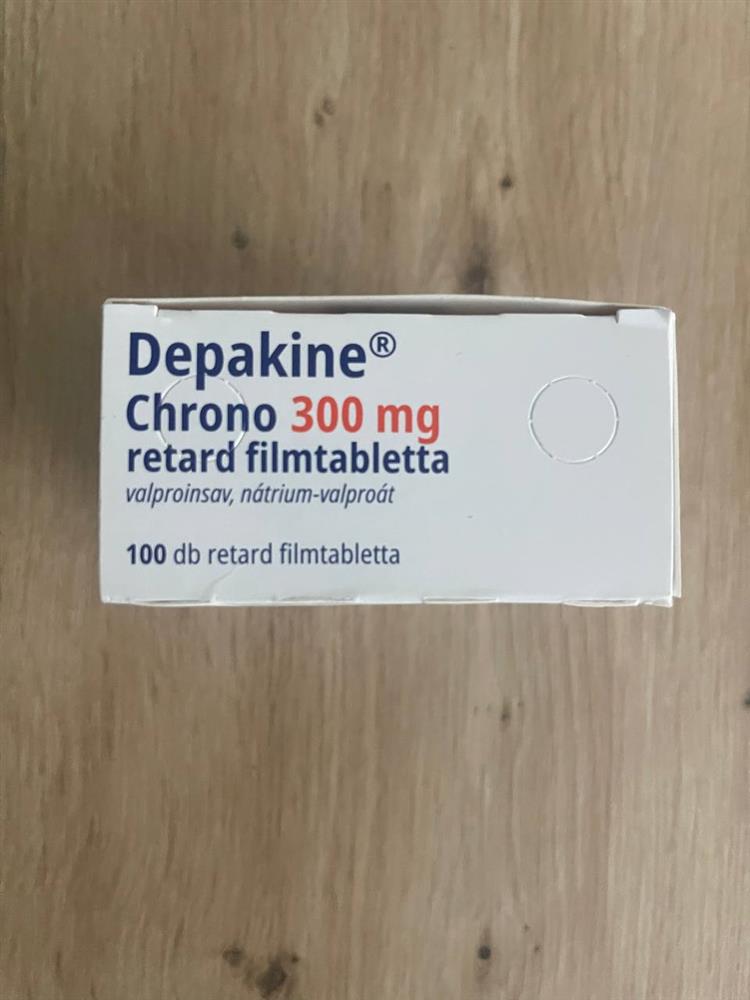 Depakine®
Chrono 300 mg
retard filmtabletta
valproinsav, nátrium-valproát
100 db retard filmtabletta